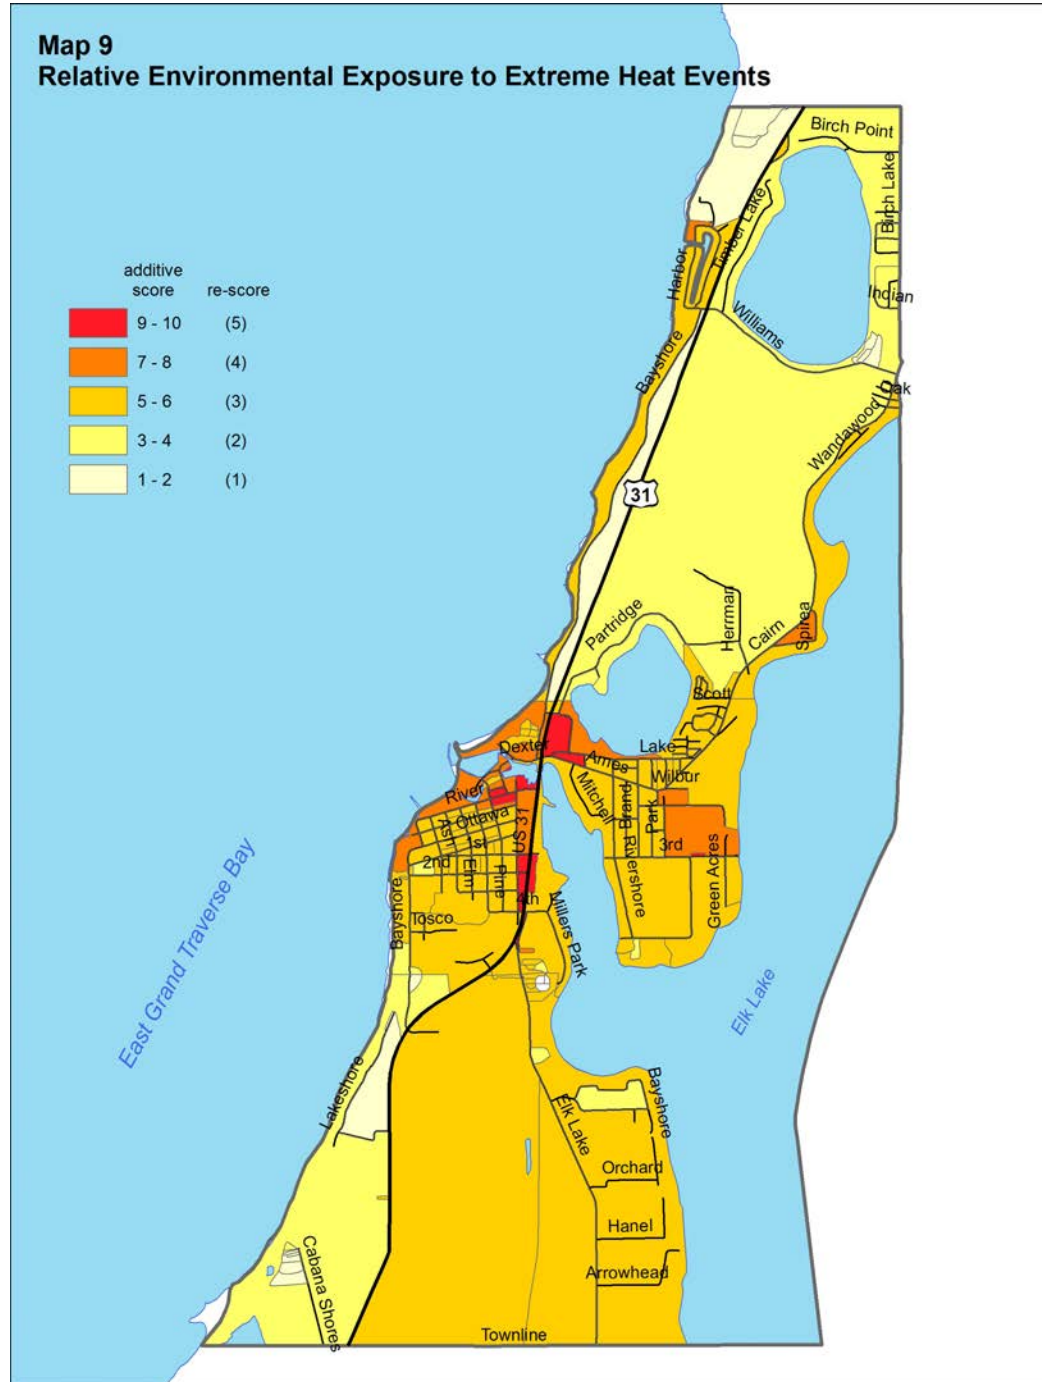 Map 9
Relative Environmental Exposure to Extreme Heat Events
additive
score
re-score
9 - 10 (5)
7 - 8 (4)
5 - 6 (3)
3 - 4 (2)
1 - 2 (1)
Birch Point
Birch Lake
Timber Lake
Harbor
Indian
Williams
Bayshore
Oak
Wandawood
31
Partridge
Herrman
Cairn
Spirea
Scott
Dexter
Lake
Ames
Wilbur
River
Mitchell
Brand
Park
Ottawa
Ash
US 31
1st
3rd
2nd
Elm
Pine
Rivershore
Green Acres
4th
Bayshore
Tosco
Millers Park
East Grand Traverse Bay
Elk Lake
Lakeshore
Bayshore
Elk Lake
Orchard
Hanel
Cabana Shores
Arrowhead
Townline